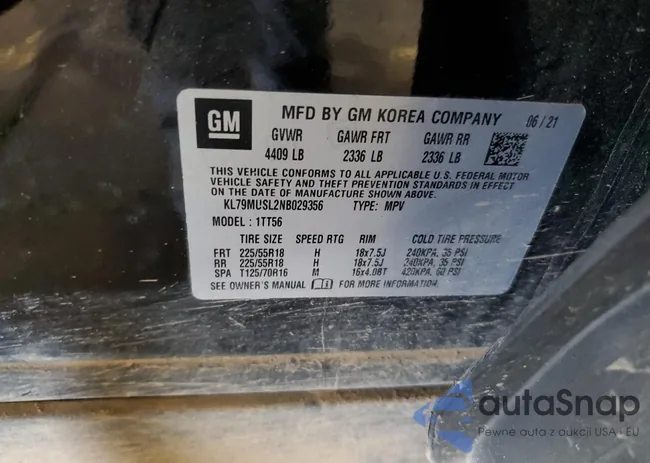 GM
MFD BY GM KOREA COMPANY 06/21
GVWR GAWR FRT GAWR RR
4409 LB 2336 LB 2336 LB
THIS VEHICLE CONFORMS TO ALL APPLICABLE U.S. FEDERAL MOTOR
VEHICLE SAFETY AND THEFT PREVENTION STANDARDS IN EFFECT
ON THE DATE OF MANUFACTURE SHOWN ABOVE.
KL79MUSL2NB029356 TYPE: MPV
MODEL: 1TT56
TIRE SIZE SPEED RTG RIM COLD TIRE PRESSURE
FRT 225/55R18 H 18x7.5J 240KPA, 35 PSI
RR 225/55R18 H 18x7.5J 240KPA, 35 PSI
SPA T125/70R16 M 16x4.0BT 420KPA, 60 PSI
SEE OWNER'S MANUAL FOR MORE INFORMATION.
autaSnap
Pewne auta z aukcji USA - EU